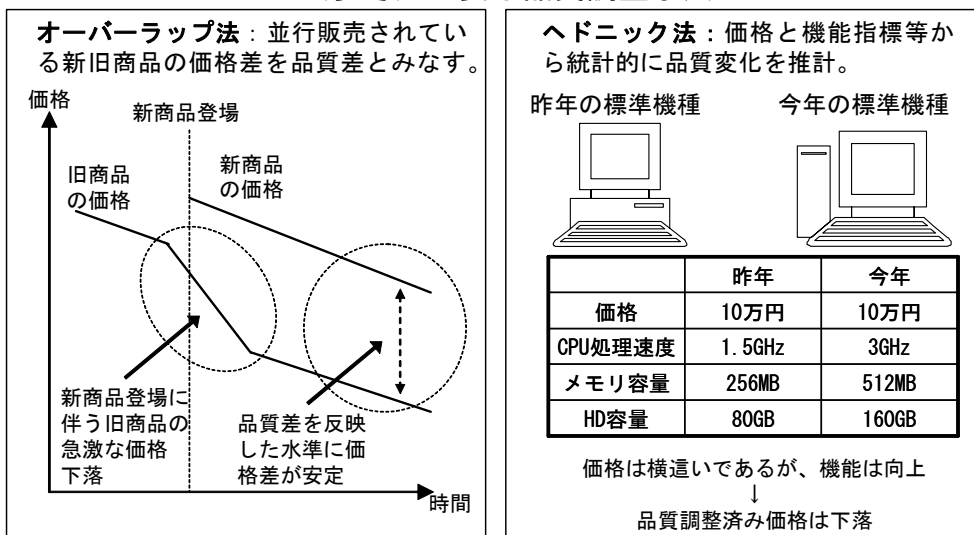 オーバーラップ法：並行販売されてい
る新旧商品の価格差を品質差とみなす。
価格
新商品登場
旧商品
の価格
新商品
の価格
新商品登場に
伴う旧商品の
急激な価格
下落
品質差を反映
した水準に価
格差が安定
時間
ヘドニック法：価格と機能指標等か
ら統計的に品質変化を推計。
昨年の標準機種 今年の標準機種
昨年 今年
価格 10万円 10万円
CPU処理速度 1.5GHz 3GHz
メモリ容量 256MB 512MB
HD容量 80GB 160GB
価格は横這いであるが、機能は向上
↓
品質調整済み価格は下落